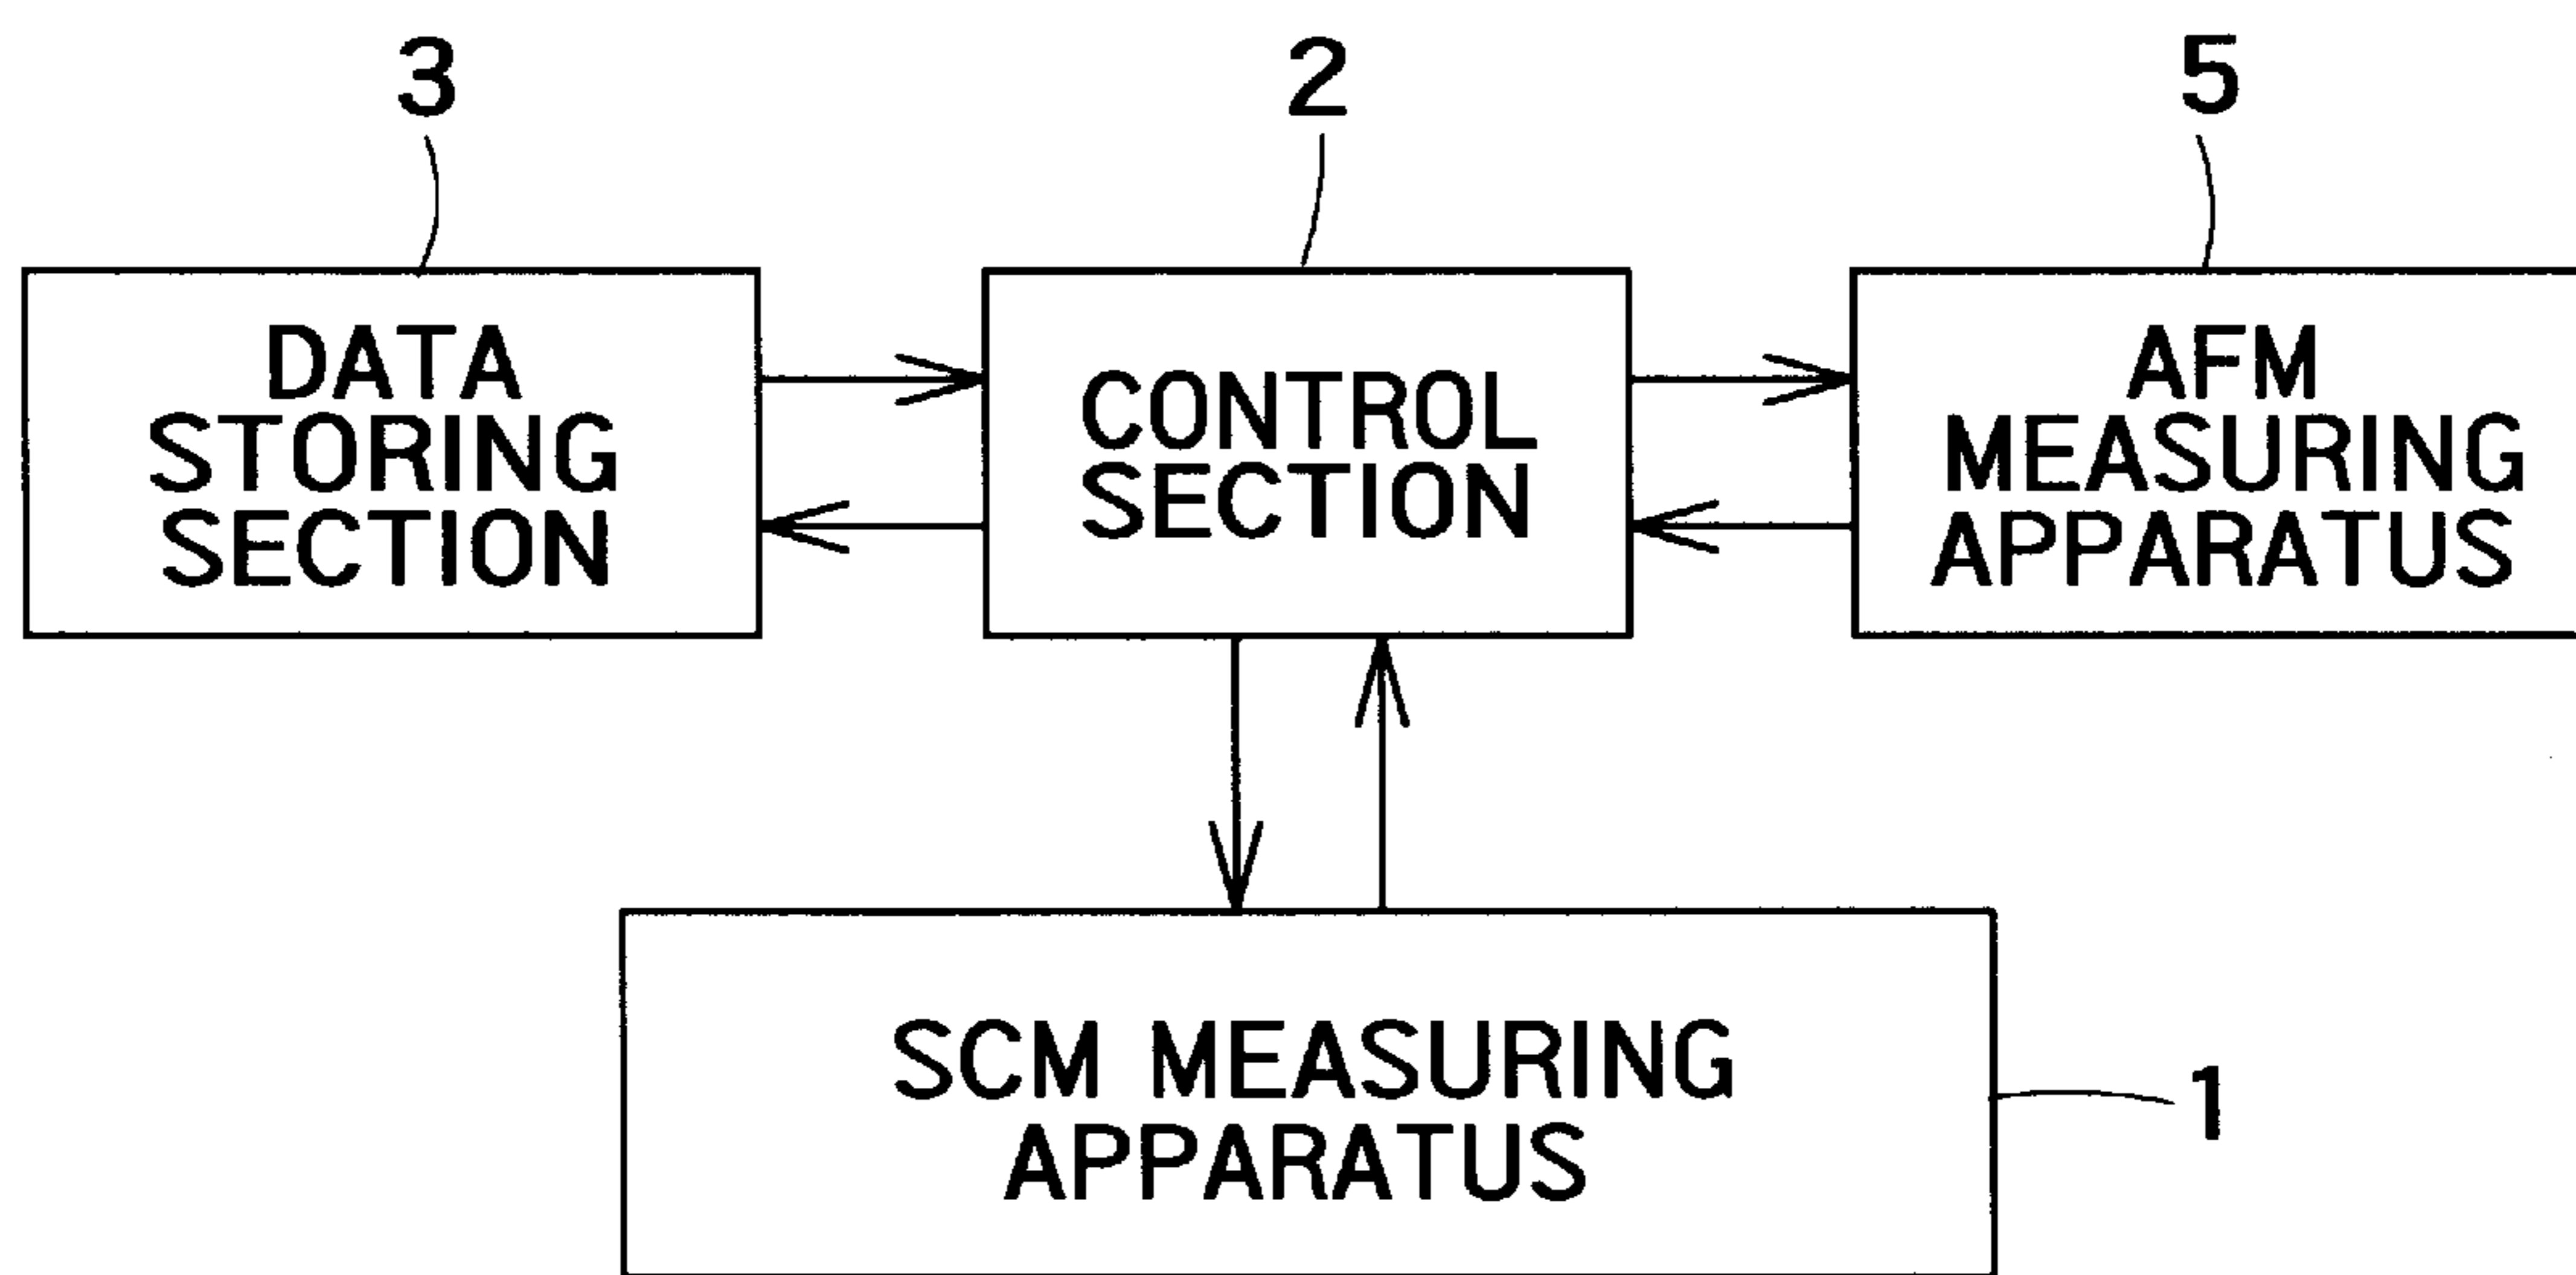 3
2
5
DATA
STORING
SECTION
CONTROL
SECTION
AFM
MEASURING
APPARATUS
SCM MEASURING
APPARATUS
1